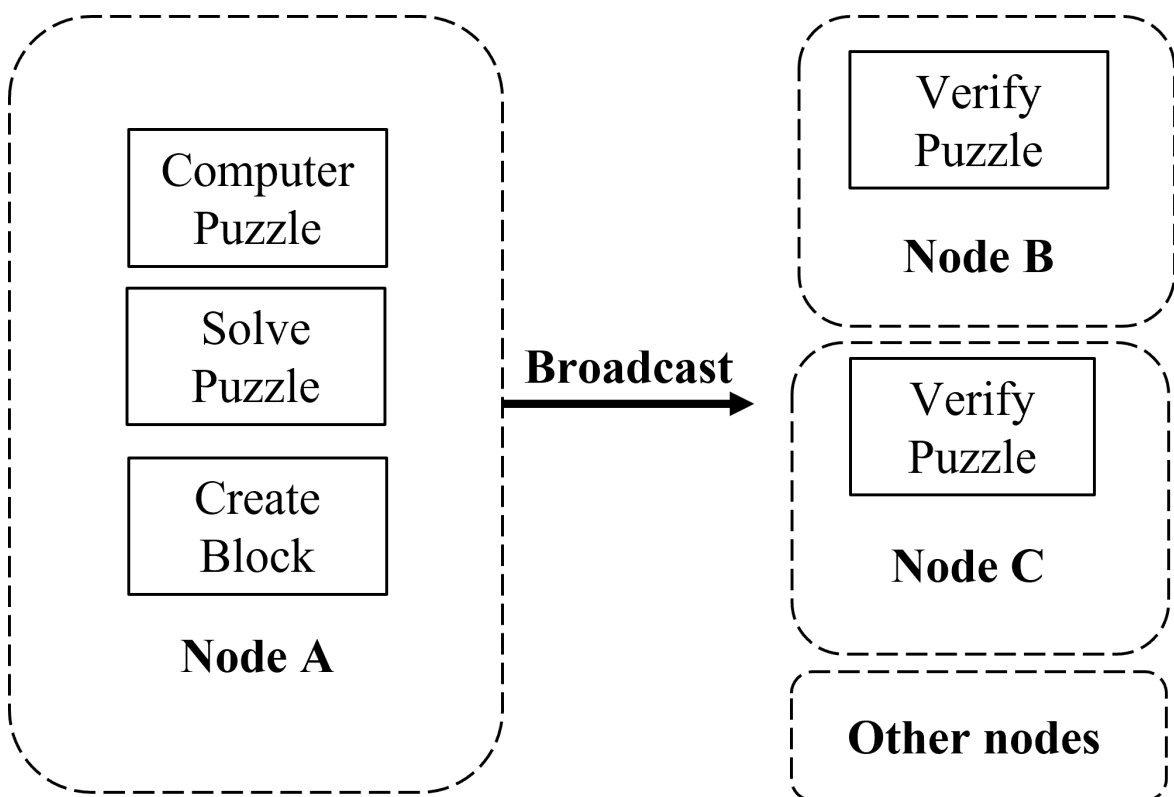 Computer
Puzzle
Solve
Puzzle
Create
Block
Node A
Broadcast
Verify
Puzzle
Node B
Verify
Puzzle
Node C
Other nodes